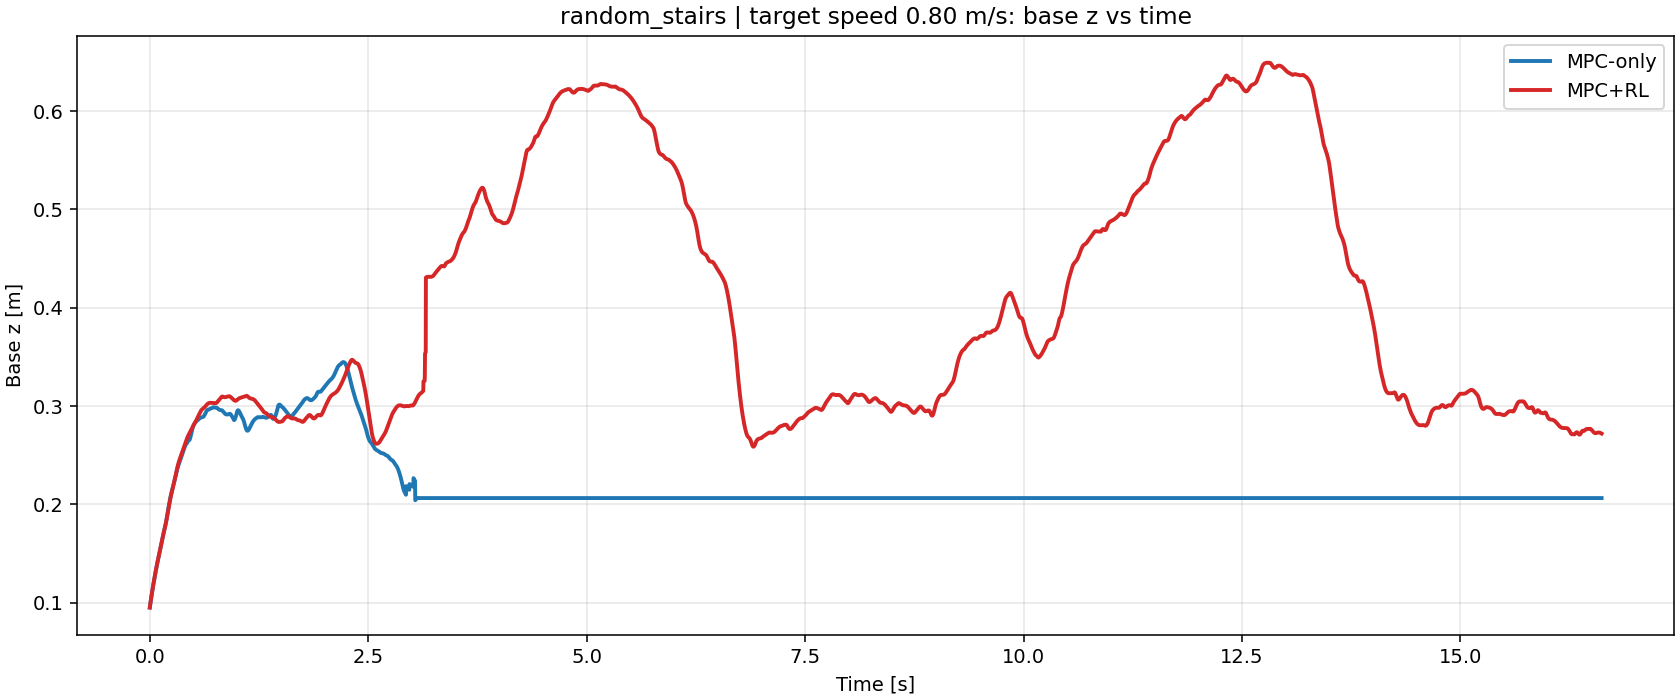 random_stairs | target speed 0.80 m/s: base z vs time
MPC-only
MPC+RL
Base z [m]
0.6
0.5
0.4
0.3
0.2
0.1
0.0
2.5
5.0
7.5
10.0
12.5
15.0
Time [s]